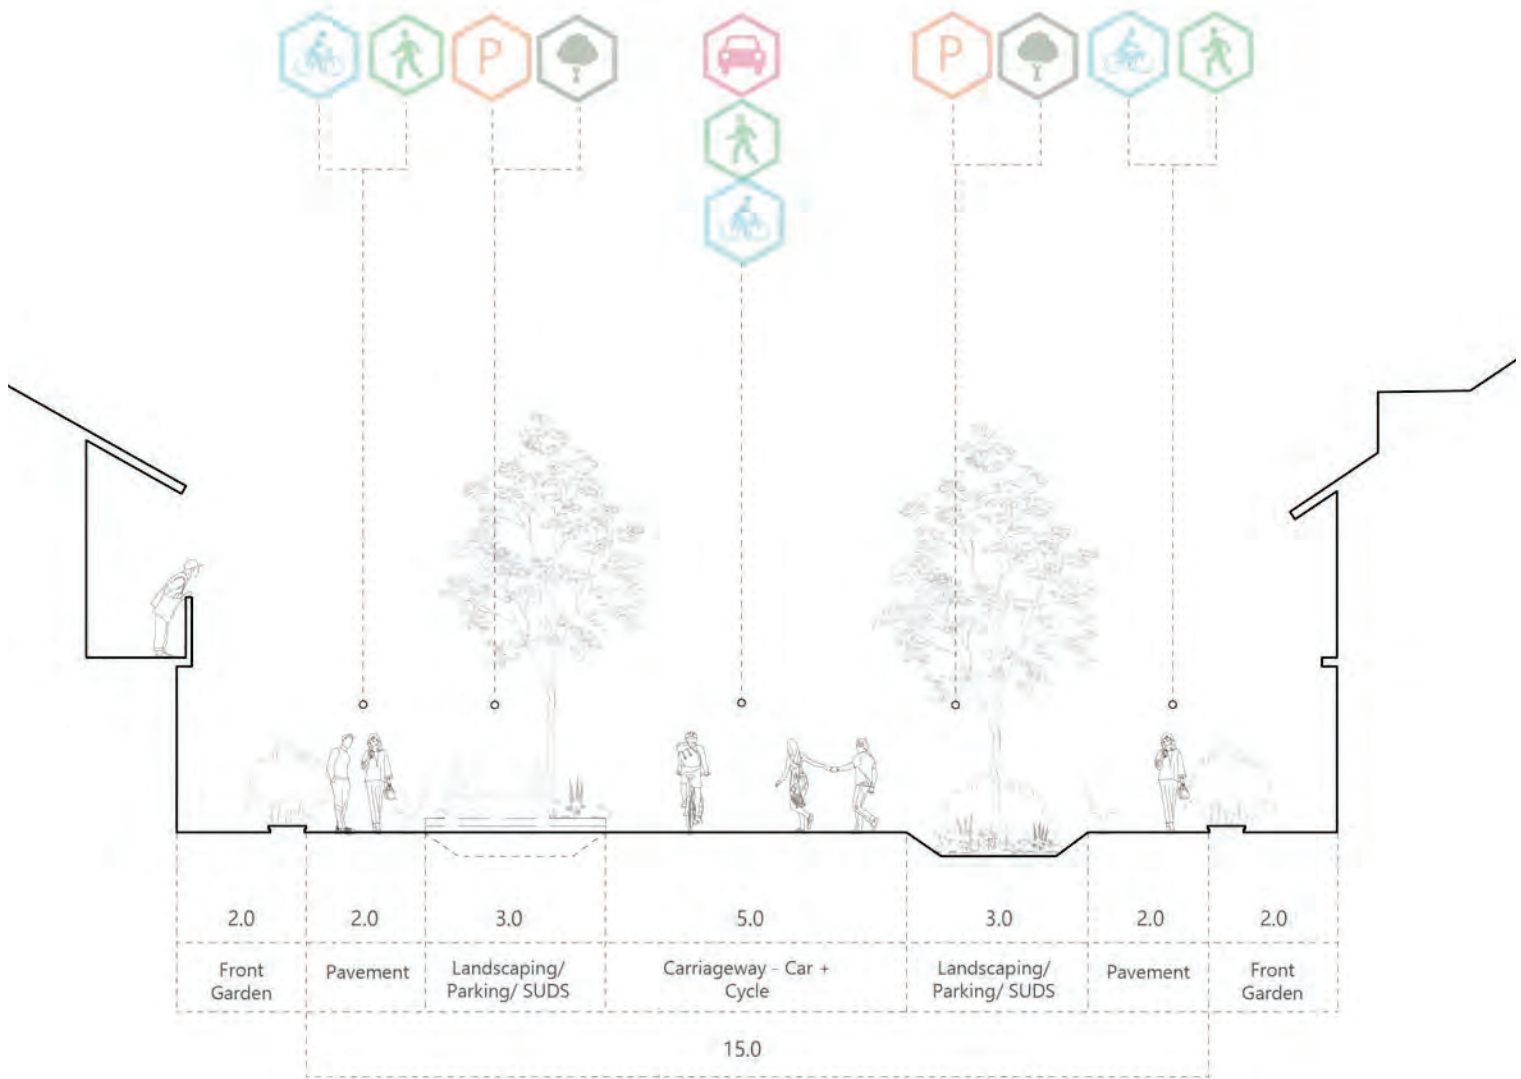 P
P
2.0
2.0
3.0
5.0
3.0
2.0
2.0
Front
Garden
Pavement
Landscaping/
Parking/ SUDS
Carriageway - Car +
Cycle
Landscaping/
Parking/ SUDS
Pavement
Front
Garden
15.0